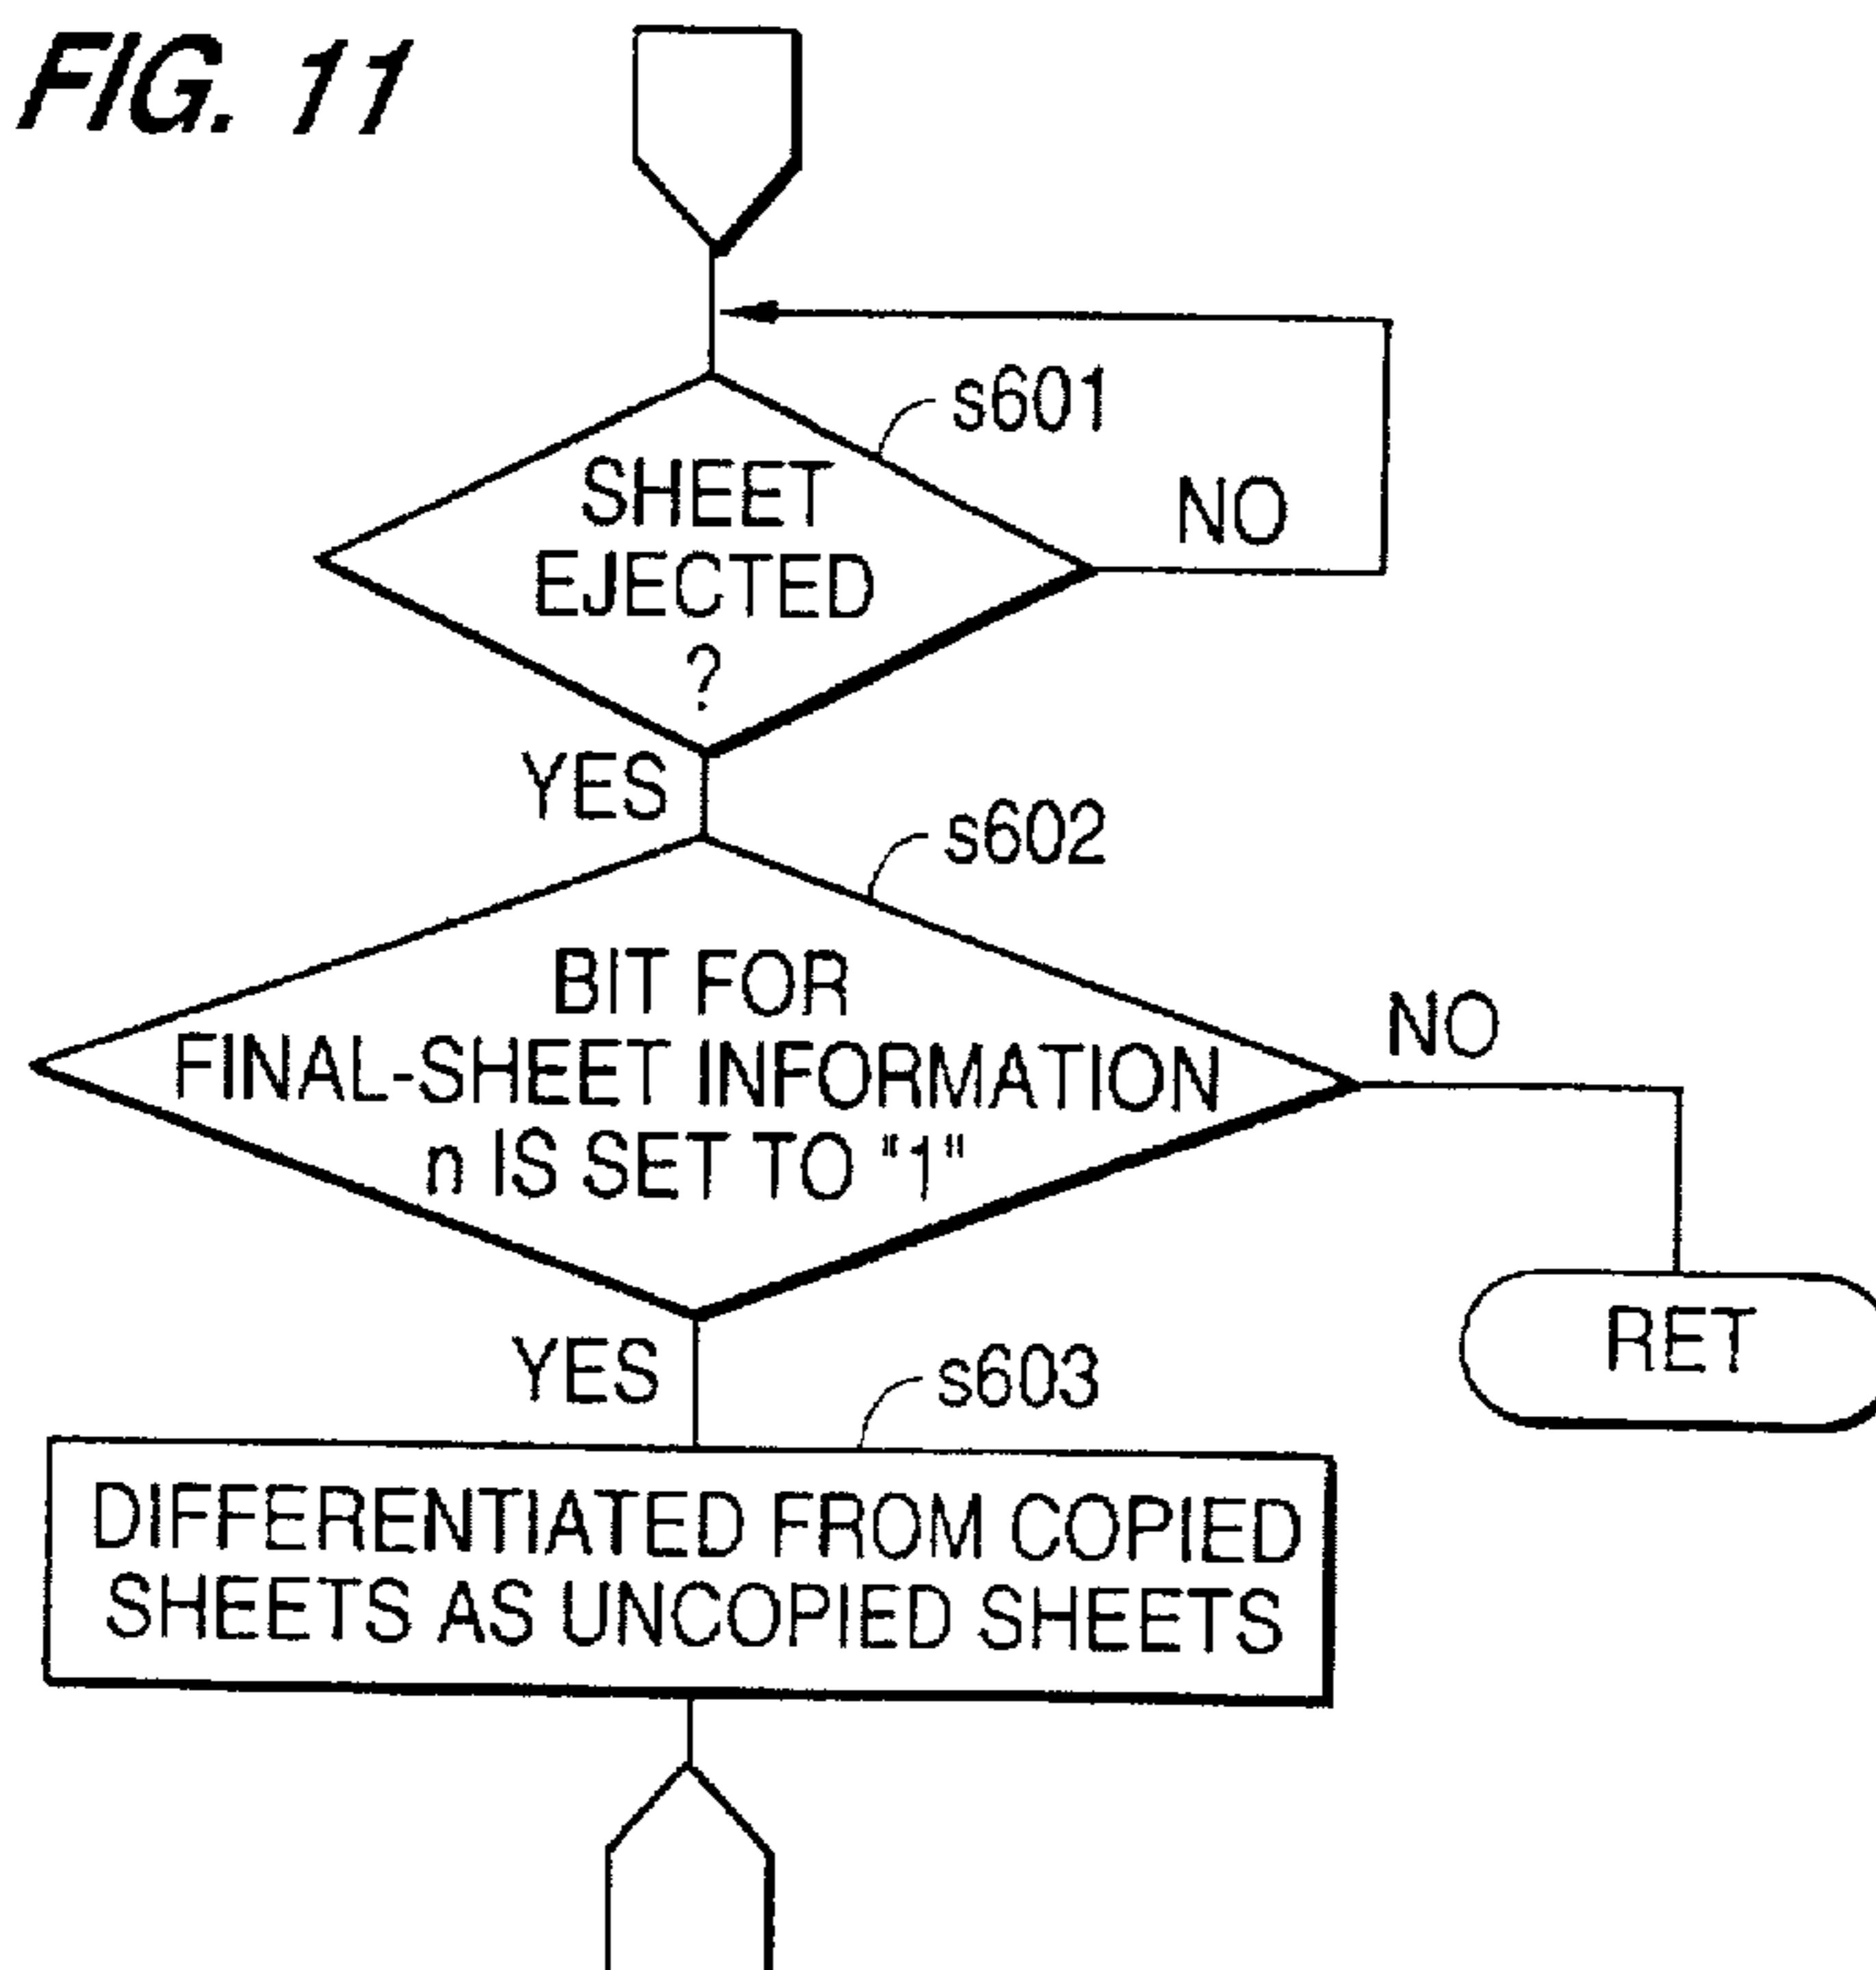 FIG. 11
s601
SHEET
EJECTED
?
NO
YES
s602
BIT FOR
FINAL-SHEET INFORMATION
n IS SET TO "1"
NO
RET
YES
s603
DIFFERENTIATED FROM COPIED
SHEETS AS UNCOPIED SHEETS